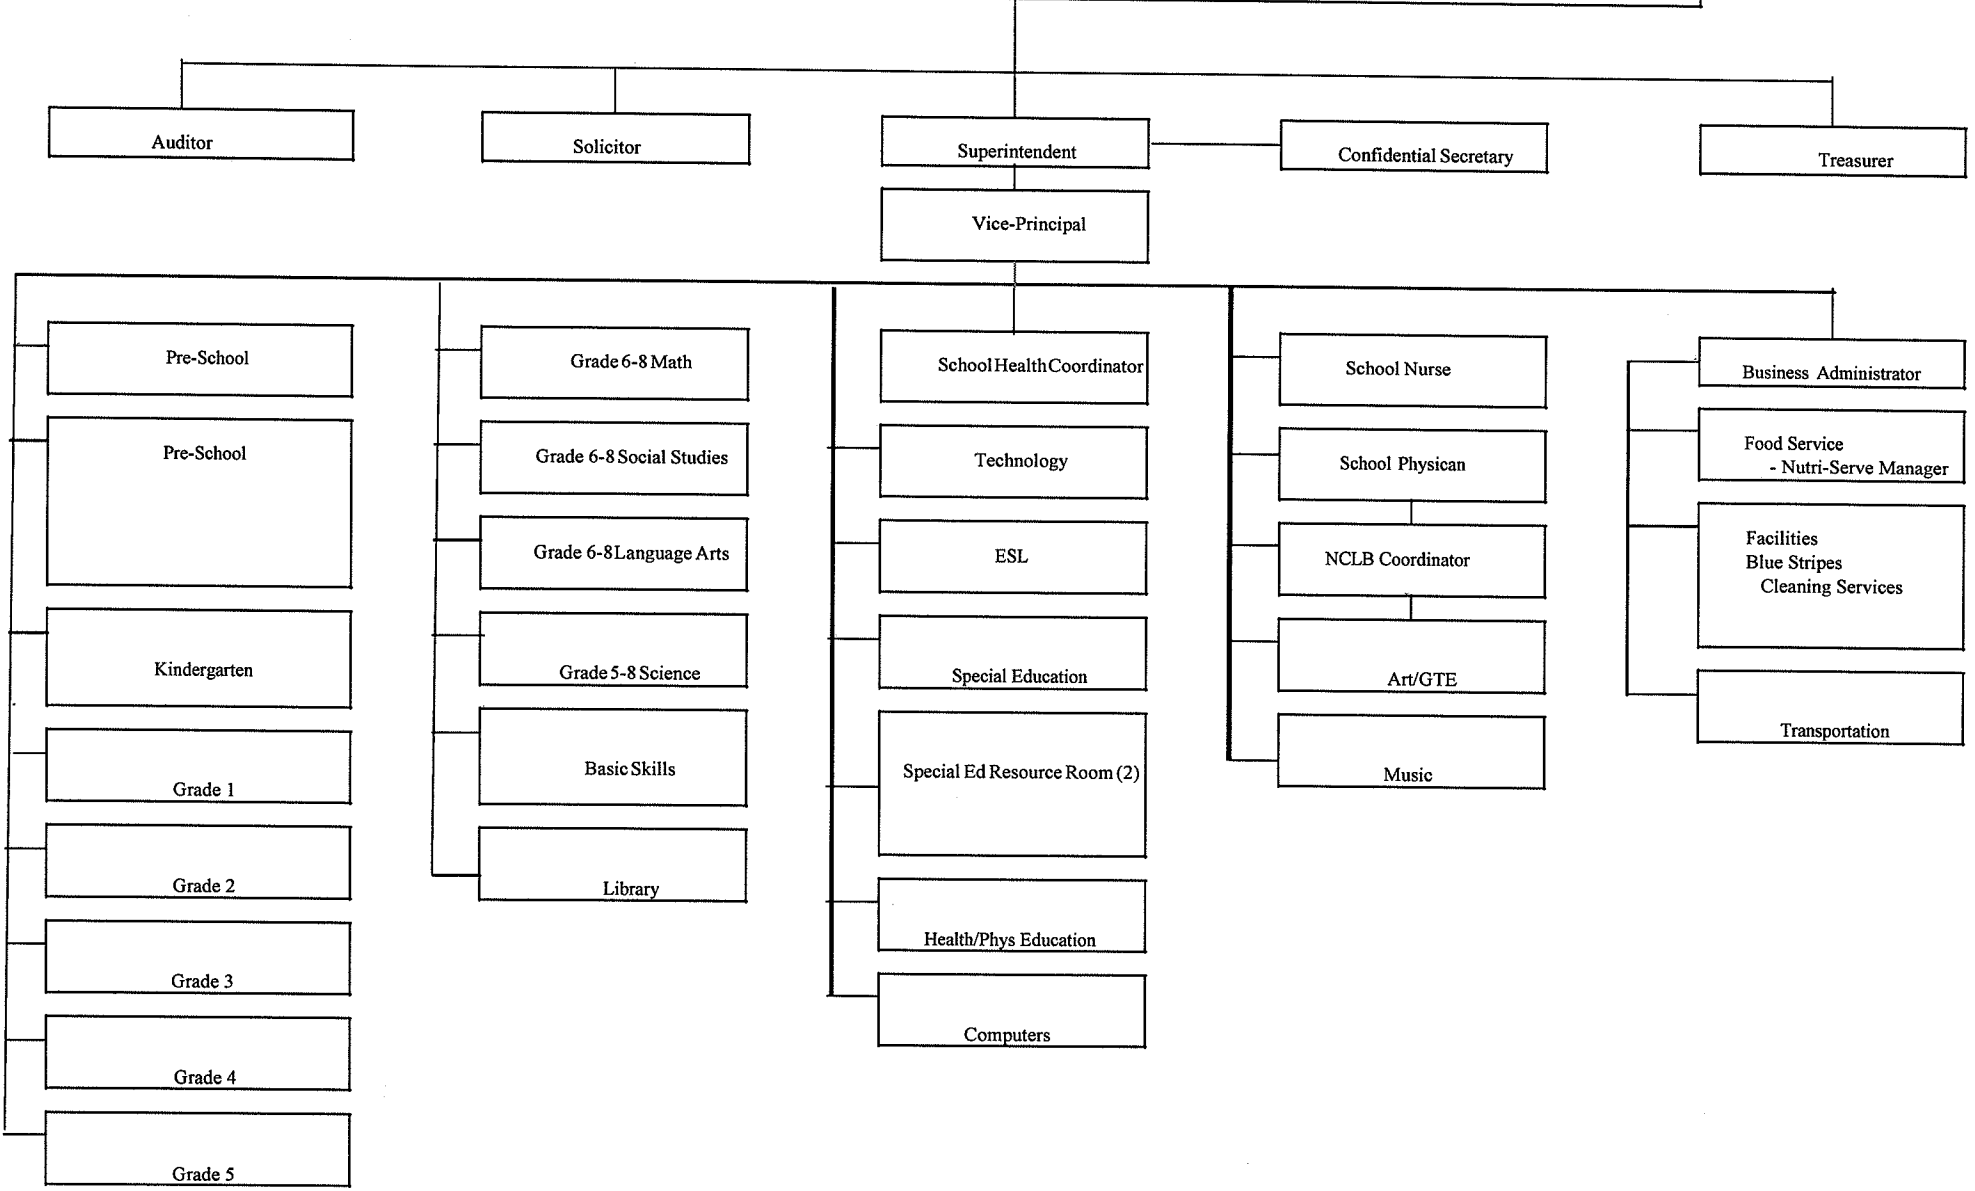 Auditor
Solicitor
Superintendent
Confidential Secretary
Treasurer
Vice-Principal
Pre-School
Pre-School
Kindergarten
Grade 1
Grade 2
Grade 3
Grade 4
Grade 5
Grade 6-8 Math
Grade 6-8 Social Studies
Grade 6-8 Language Arts
Grade 5-8 Science
Basic Skills
Library
School Health Coordinator
Technology
ESL
Special Education
Special Ed Resource Room (2)
Health/Phys Education
Computers
School Nurse
School Physican
NCLB Coordinator
Art/GTE
Music
Business Administrator
Food Service
- Nutri-Serve Manager
Facilities
Blue Stripes
Cleaning Services
Transportation